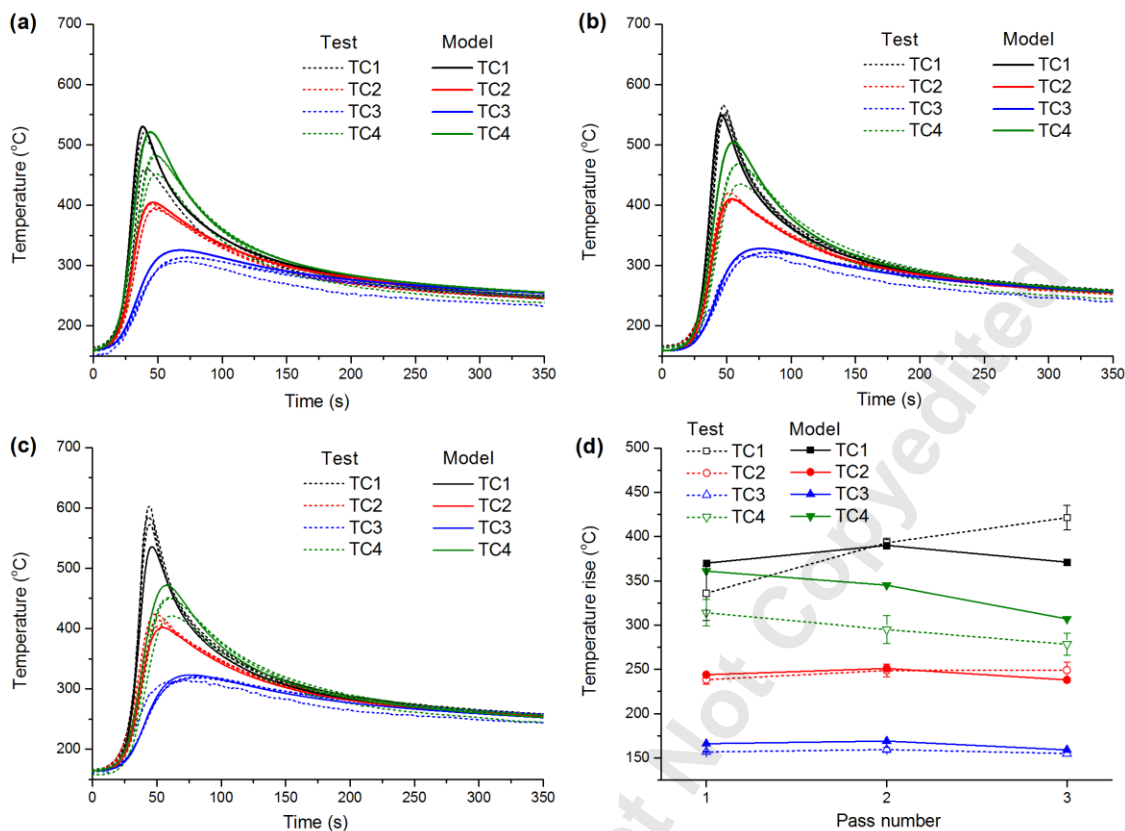 (a)
700
600
500
400
300
200
Temperature (°C)
0 50 100 150 200 250 300 350
Time (s)
Test Model
TC1 TC1
TC2 TC2
TC3 TC3
TC4 TC4
(b)
700
600
500
400
300
200
Temperature (°C)
0 50 100 150 200 250 300 350
Time (s)
Test Model
TC1 TC1
TC2 TC2
TC3 TC3
TC4 TC4
(c)
700
600
500
400
300
200
Temperature (°C)
0 50 100 150 200 250 300 350
Time (s)
Test Model
TC1 TC1
TC2 TC2
TC3 TC3
TC4 TC4
(d)
500
450
400
350
300
250
200
150
Temperature rise (°C)
1 2 3
Pass number
Test Model
TC1 TC1
TC2 TC2
TC3 TC3
TC4 TC4
Not Copyedited